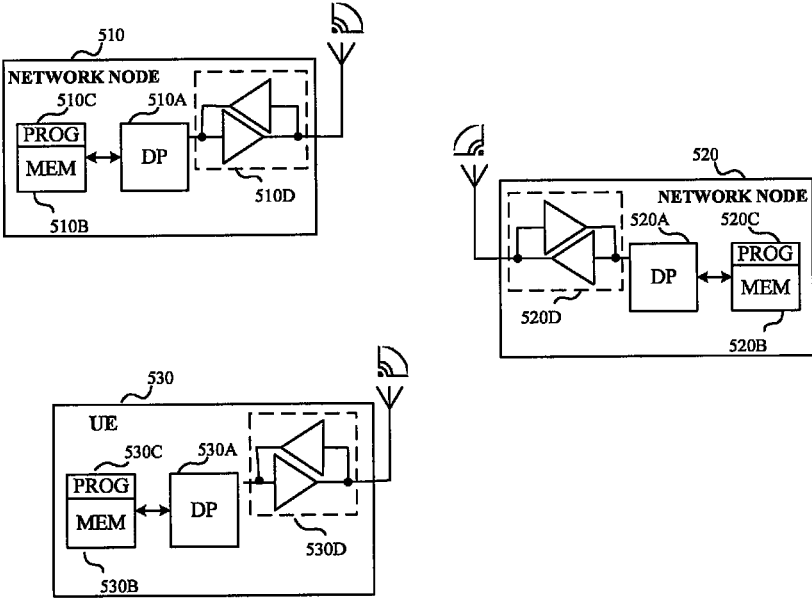 510
NETWORK NODE
510C
510A
PROG
MEM
DP
510D
510B
520
NETWORK NODE
520A
520C
DP
PROG
MEM
520D
520B
530
UE
530C
530A
PROG
MEM
DP
530D
530B